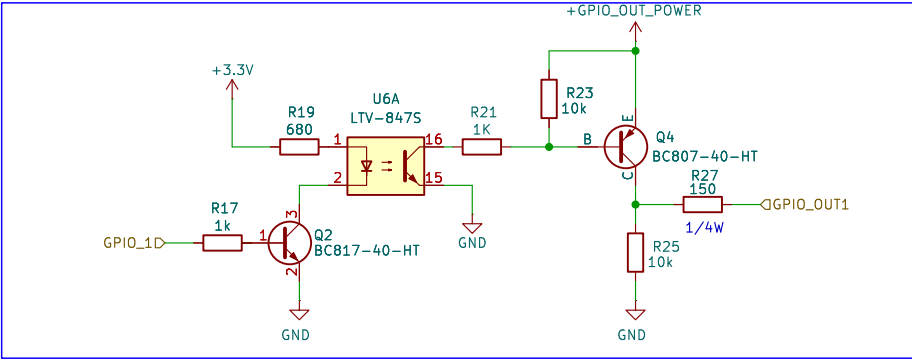 +GPIO_OUT_POWER
+3.3V
R19
680
U6A
LTV-847S
1
2
16
15
R21
1K
R23
10k
B
E
C
Q4
BC807-40-HT
R27
150
1/4W
GPIO_OUT1
R25
10k
GND
GND
GPIO_1
R17
1k
1
3
2
Q2
BC817-40-HT
GND